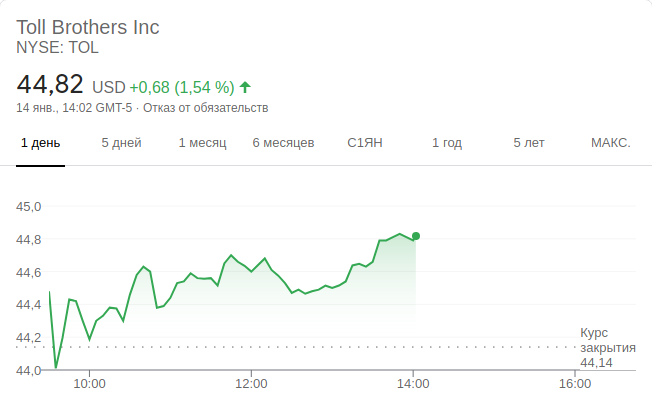 Toll Brothers Inc
NYSE: TOL
44,82 USD +0,68 (1,54 %)
14 янв., 14:02 GMT-5 · Отказ от обязательств
1 день 5 дней 1 месяц 6 месяцев С1ЯН 1 год 5 лет МАКС.
45,0
44,8
44,6
44,4
44,2
44,0
Курс
закрытия
44,14
10:00 12:00 14:00 16:00